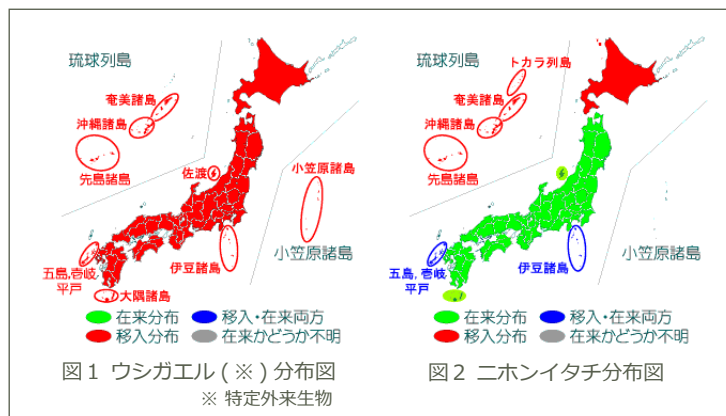 琉球列島
奄美諸島
沖縄諸島
先島諸島
佐渡
小笠原諸島
小笠原諸島
伊豆諸島
五島,壱岐
平戸
大隅諸島
在来分布
移入・在来両方
移入分布
在来かどうか不明
図1 ウシガエル(※)分布図
※ 特定外来生物
琉球列島
トカラ列島
奄美諸島
沖縄諸島
先島諸島
小笠原諸島
伊豆諸島
五島,壱岐
平戸
在来分布
移入・在来両方
移入分布
在来かどうか不明
図2 ニホンイタチ分布図